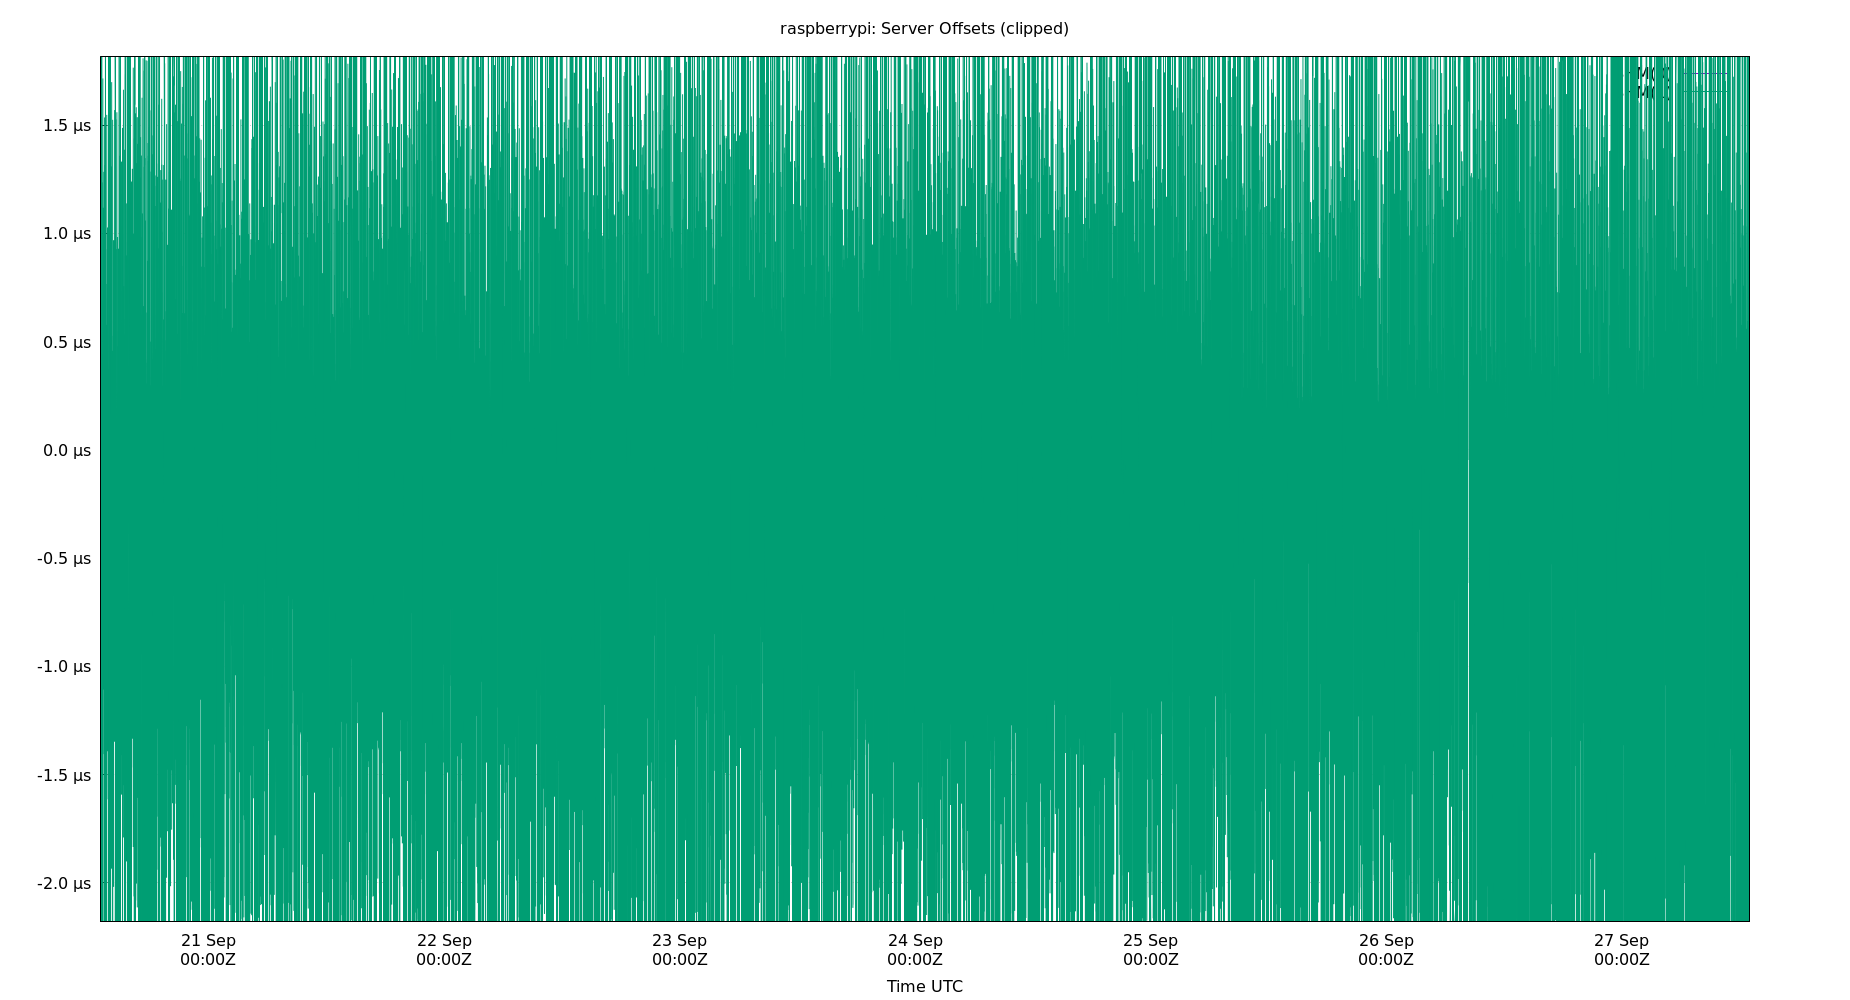 raspberrypi: Server Offsets (clipped)
1.5 µs
1.0 µs
0.5 µs
0.0 µs
-0.5 µs
-1.0 µs
-1.5 µs
-2.0 µs
21 Sep
00:00Z
22 Sep
00:00Z
23 Sep
00:00Z
24 Sep
00:00Z
25 Sep
00:00Z
26 Sep
00:00Z
27 Sep
00:00Z
Time UTC